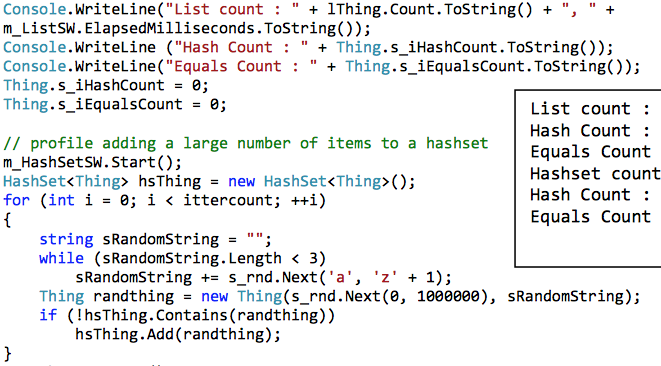 Console.WriteLine("List count : " + lThing.Count.ToString() + ", " +
m_ListSW.ElapsedMilliseconds.ToString());
Console.WriteLine ("Hash Count : " + Thing.s_iHashCount.ToString());
Console.WriteLine("Equals Count : " + Thing.s_iEqualsCount.ToString());
Thing.s_iHashCount = 0;
Thing.s_iEqualsCount = 0;
// profile adding a large number of items to a hashset
m_HashSetSW.Start();
HashSet<Thing> hsThing = new HashSet<Thing>();
for (int i = 0; i < ittercount; ++i)
{
string sRandomString = "";
while (sRandomString.Length < 3)
sRandomString += s_rnd.Next('a', 'z' + 1);
Thing randthing = new Thing(s_rnd.Next(0, 1000000), sRandomString);
if (!hsThing.Contains(randthing))
hsThing.Add(randthing);
}
List count :
Hash Count :
Equals Count
Hashset count
Hash Count :
Equals Count